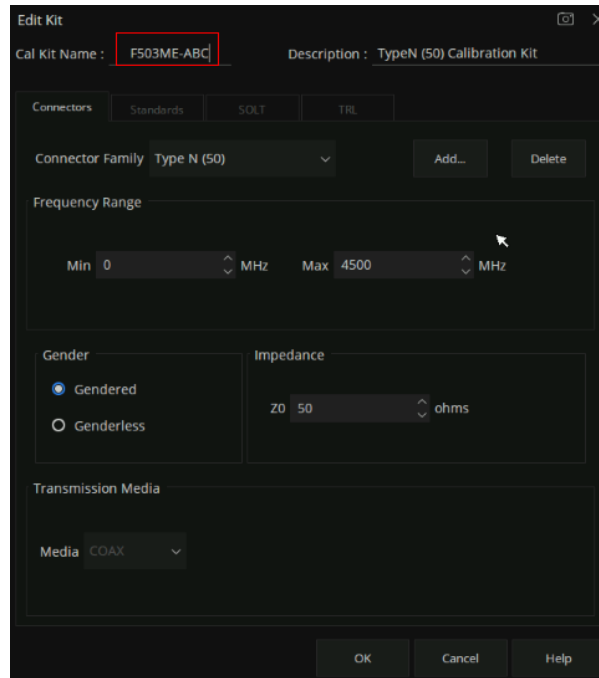 Edit Kit
Cal Kit Name : F503ME-ABC Description : TypeN (50) Calibration Kit
Connectors Standards SOLT TRL
Connector Family Type N (50) Add... Delete
Frequency Range
Min 0 MHz Max 4500 MHz
Gender Impedance
Gendered
Z0 50 ohms
Genderless
Transmission Media
Media COAX
OK Cancel Help